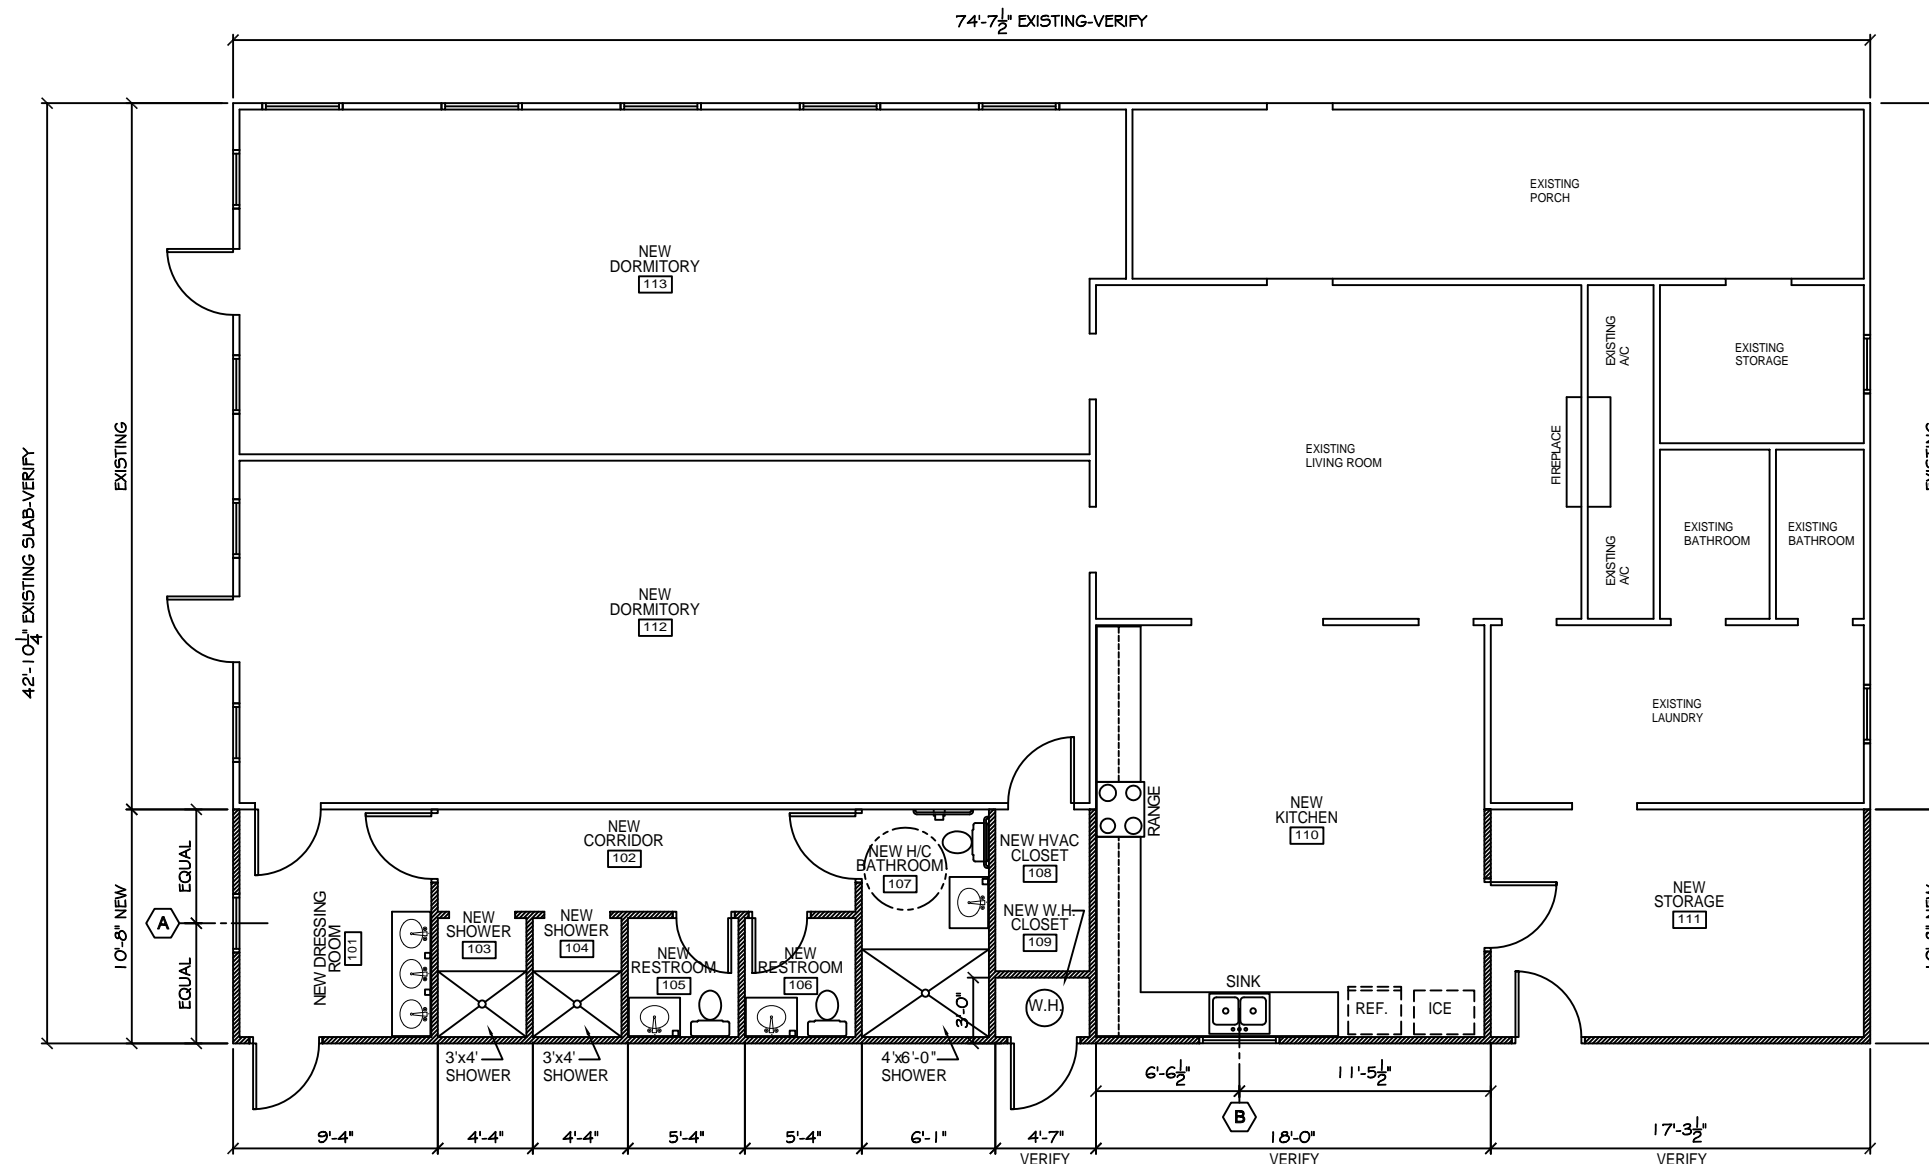 74'-7 1/2" EXISTING-VERIFY
EXISTING
PORCH
NEW
DORMITORY
113
EXISTING
A/C
EXISTING
STORAGE
EXISTING
42'-10 1/4" EXISTING SLAB-VERIFY
EXISTING
LIVING ROOM
FIREPLACE
EXISTING
EXISTING
BATHROOM
EXISTING
BATHROOM
EXISTING
A/C
NEW
DORMITORY
112
EXISTING
LAUNDRY
RANGE
NEW
KITCHEN
110
NEW
CORRIDOR
102
NEW H/C
BATHROOM
107
NEW HVAC
CLOSET
108
NEW W.H.
CLOSET
109
NEW
STORAGE
111
10'-8" NEW
EQUAL
A
EQUAL
NEW DRESSING
ROOM
101
NEW
SHOWER
103
NEW
SHOWER
104
NEW
RESTROOM
105
NEW
RESTROOM
106
3'-0"
W.H.
SINK
REF.
ICE
10'-8" NEW
3'x4'
SHOWER
3'x4'
SHOWER
4'x6'-0"
SHOWER
6'-6 1/2"
11'-5 1/2"
B
9'-4"
4'-4"
4'-4"
5'-4"
5'-4"
6'-1"
4'-7"
VERIFY
18'-0"
VERIFY
17'-3 1/2"
VERIFY